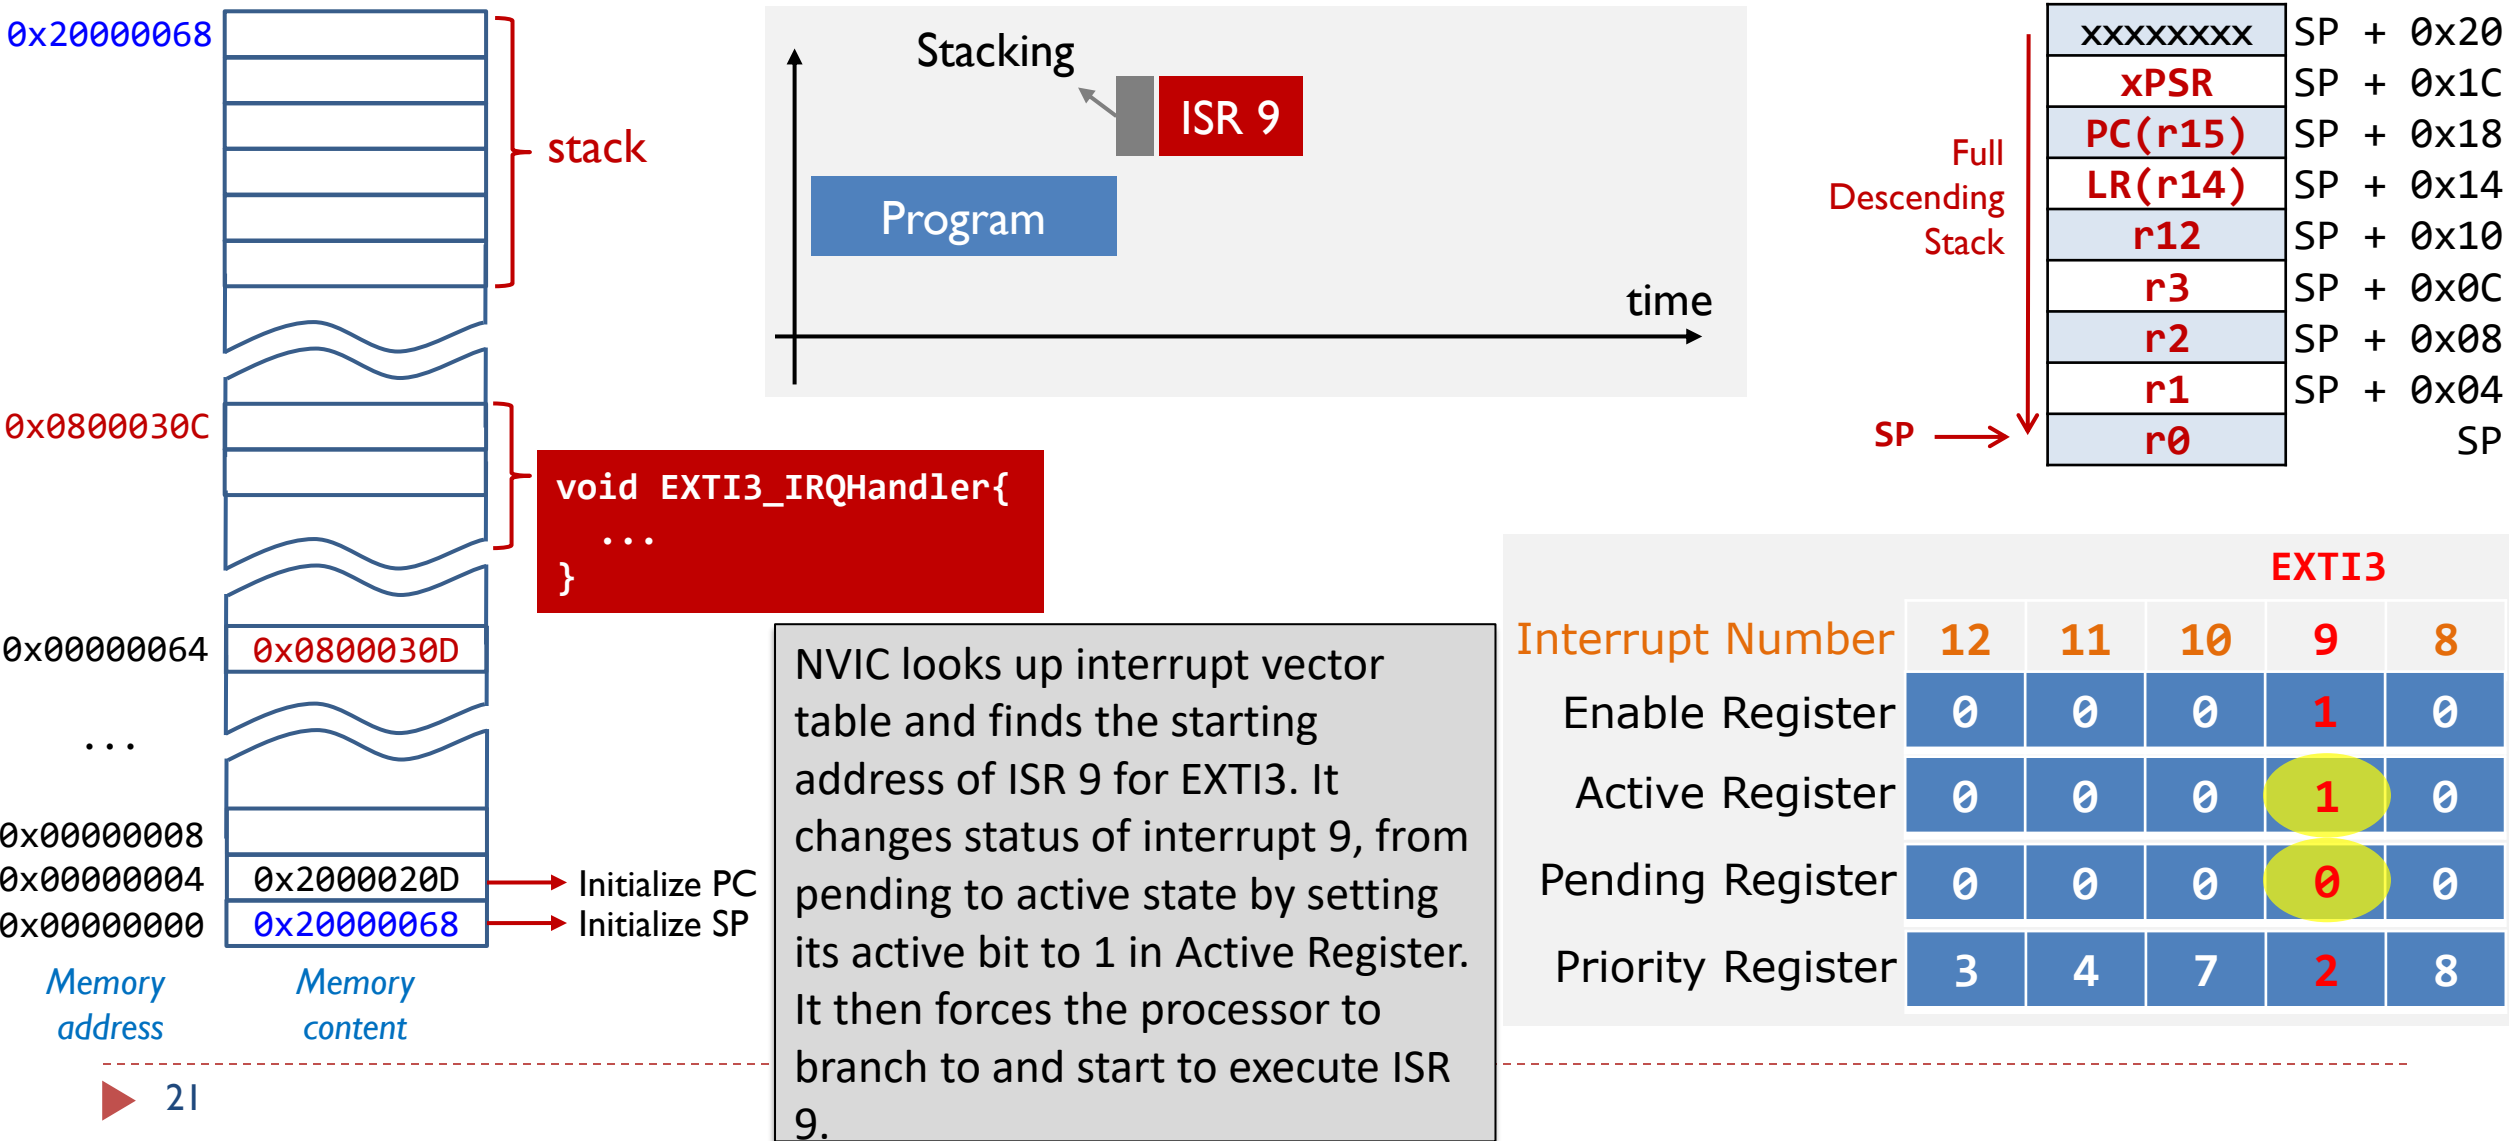 0x20000068
stack
0x0800030C
void EXTI3_IRQHandler{
...
}
0x00000064 0x0800030D
...
0x00000008
0x00000004 0x2000020D Initialize PC
0x00000000 0x20000068 Initialize SP
Memory address
Memory content
Stacking
ISR 9
Program
time
xxxxxxxx SP + 0x20
xPSR SP + 0x1C
PC(r15) SP + 0x18
LR(r14) SP + 0x14
r12 SP + 0x10
r3 SP + 0x0C
r2 SP + 0x08
r1 SP + 0x04
SP r0 SP
Full
Descending
Stack
NVIC looks up interrupt vector
table and finds the starting
address of ISR 9 for EXTI3. It
changes status of interrupt 9, from
pending to active state by setting
its active bit to 1 in Active Register.
It then forces the processor to
branch to and start to execute ISR
9.
EXTI3
Interrupt Number 12 11 10 9 8
Enable Register 0 0 0 1 0
Active Register 0 0 0 1 0
Pending Register 0 0 0 0 0
Priority Register 3 4 7 2 8
21